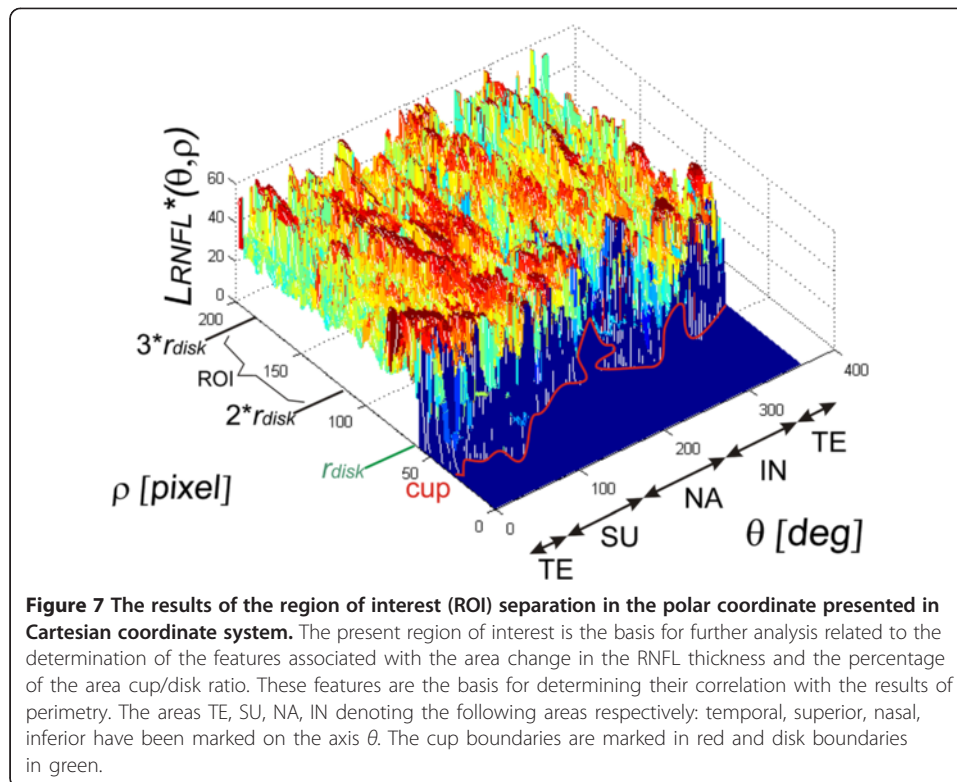 LRNFL*(θ,ρ)
60
40
20
0
200
150
100
50
0
3*rdisk
ROI
2*rdisk
rdisk
cup
ρ [pixel]
0
100
200
300
400
TE
SU
NA
IN
TE
θ [deg]
Figure 7 The results of the region of interest (ROI) separation in the polar coordinate presented in
Cartesian coordinate system. The present region of interest is the basis for further analysis related to the
determination of the features associated with the area change in the RNFL thickness and the percentage
of the area cup/disk ratio. These features are the basis for determining their correlation with the results of
perimetry. The areas TE, SU, NA, IN denoting the following areas respectively: temporal, superior, nasal,
inferior have been marked on the axis θ. The cup boundaries are marked in red and disk boundaries
in green.